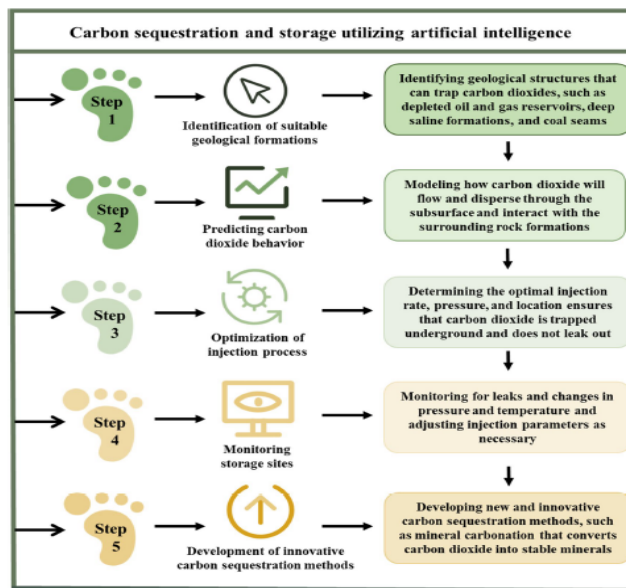 Carbon sequestration and storage utilizing artificial intelligence
Step
1
Identification of suitable
geological formations
Identifying geological structures that
can trap carbon dioxides, such as
depleted oil and gas reservoirs, deep
saline formations, and coal seams
Step
2
Predicting carbon
dioxide behavior
Modeling how carbon dioxide will
flow and disperse through the
subsurface and interact with the
surrounding rock formations
Step
3
Optimization of
injection process
Determining the optimal injection
rate, pressure, and location ensures
that carbon dioxide is trapped
underground and does not leak out
Step
4
Monitoring
storage sites
Monitoring for leaks and changes in
pressure and temperature and
adjusting injection parameters as
necessary
Step
5
Development of innovative
carbon sequestration methods
Developing new and innovative
carbon sequestration methods, such
as mineral carbonation that converts
carbon dioxide into stable minerals